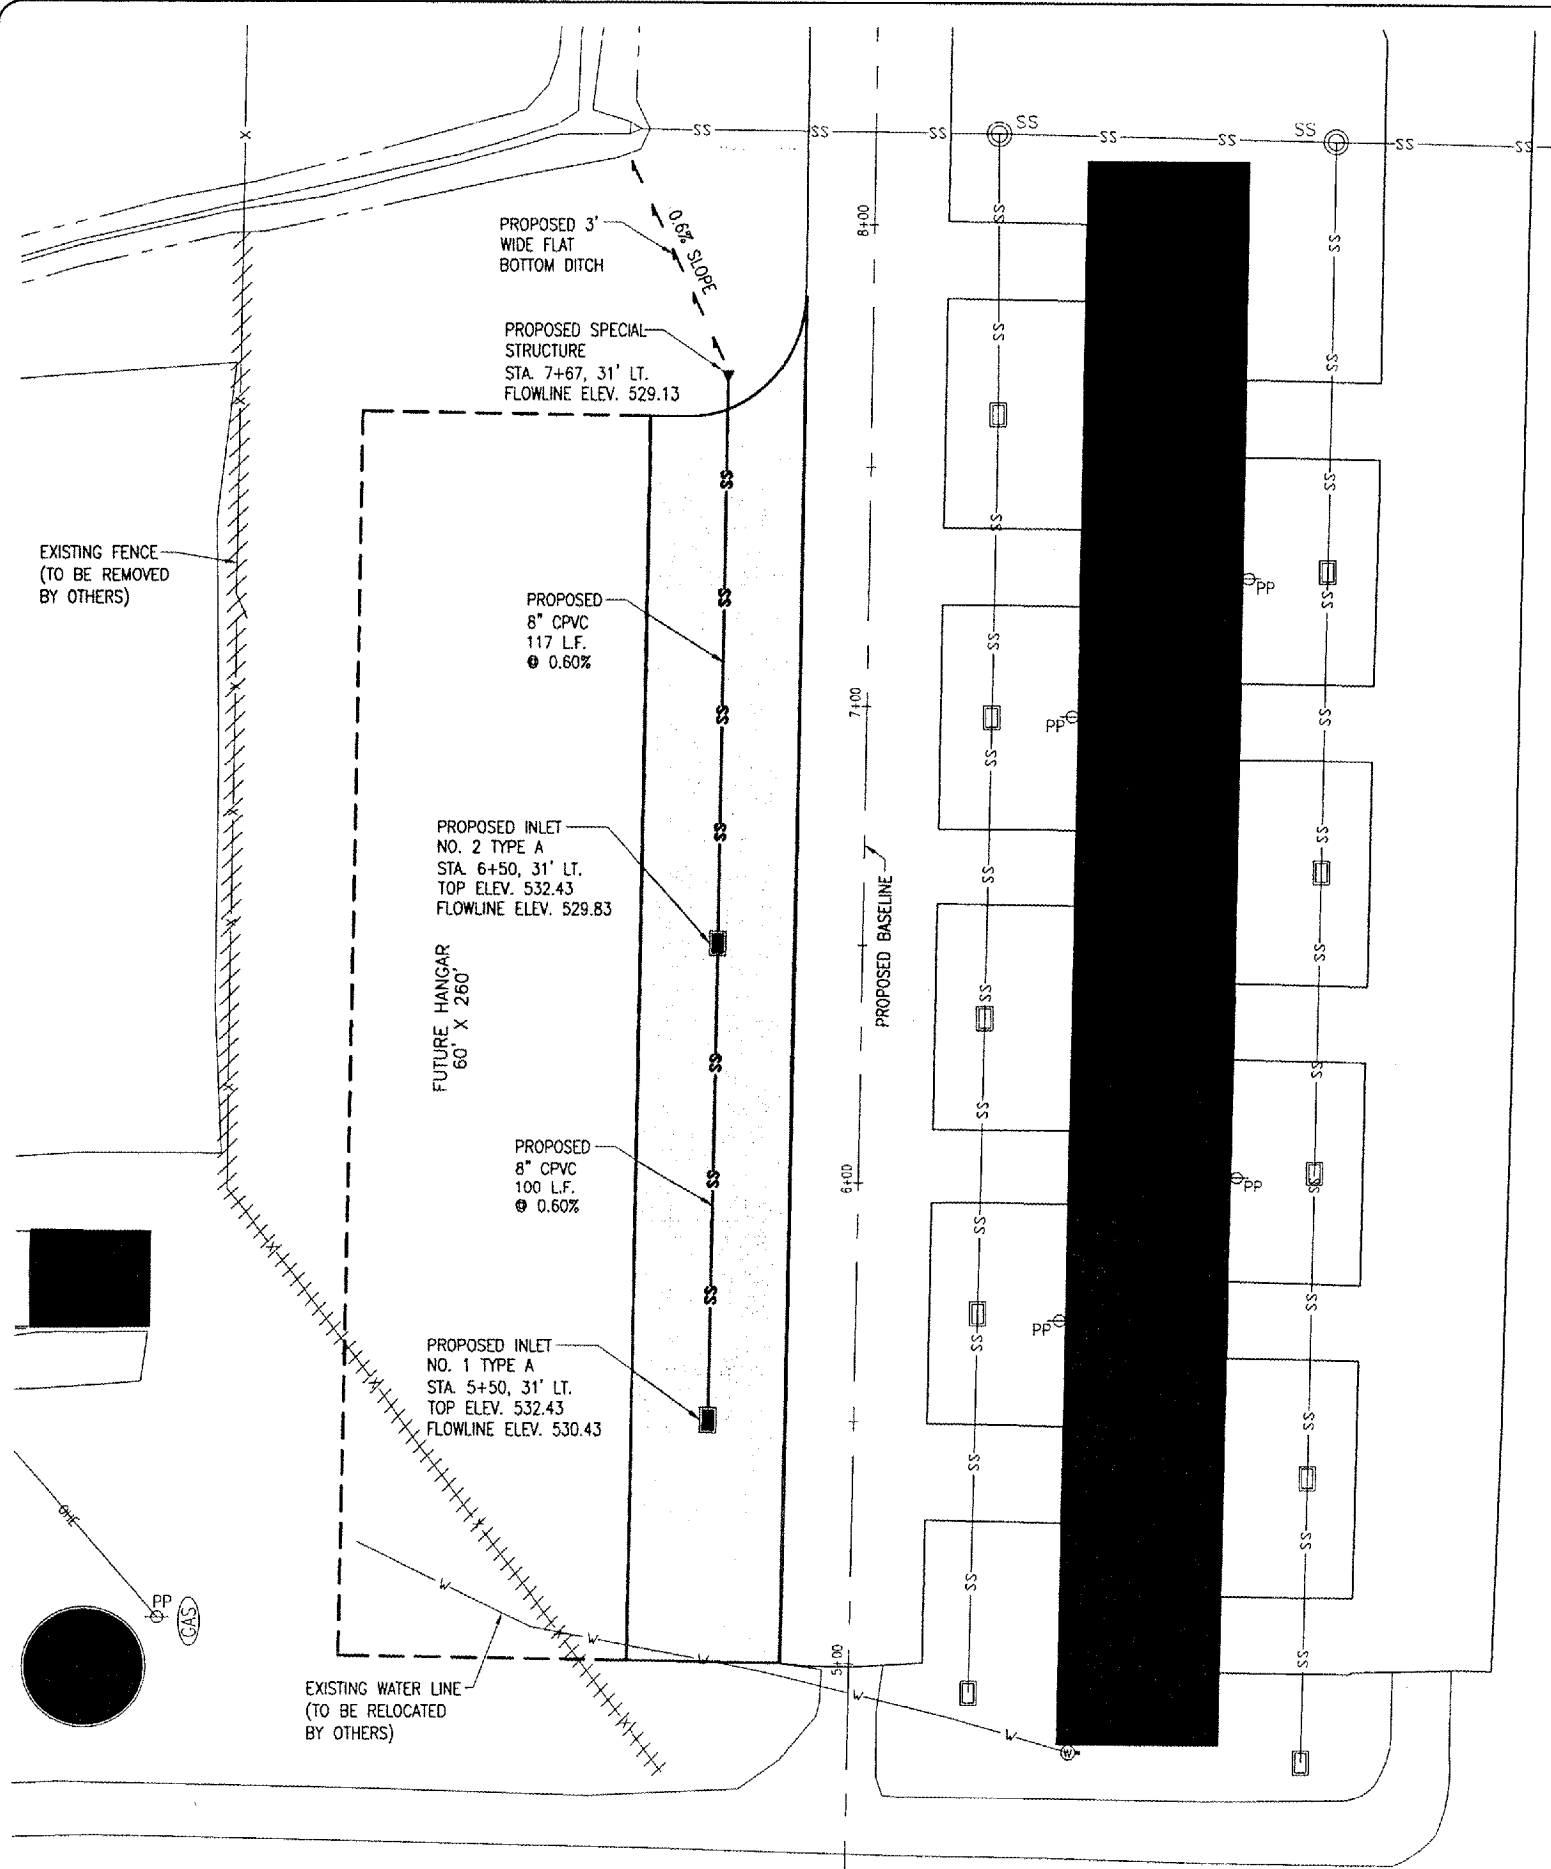 SS
SS
SS
SS
SS
SS
SS
SS
SS
SS
X
PROPOSED 3'
WIDE FLAT
BOTTOM DITCH
0.6% SLOPE
8+00
PROPOSED SPECIAL
STRUCTURE
STA. 7+67, 31' LT.
FLOWLINE ELEV. 529.13
EXISTING FENCE
(TO BE REMOVED
BY OTHERS)
PROPOSED
8" CPVC
117 L.F.
@ 0.60%
PP
7+00
PP
PROPOSED INLET
NO. 2 TYPE A
STA. 6+50, 31' LT.
TOP ELEV. 532.43
FLOWLINE ELEV. 529.83
PROPOSED BASELINE
FUTURE HANGAR
60' X 260'
PROPOSED
8" CPVC
100 L.F.
@ 0.60%
6+00
PP
PP
PROPOSED INLET
NO. 1 TYPE A
STA. 5+50, 31' LT.
TOP ELEV. 532.43
FLOWLINE ELEV. 530.43
OHE
PP
GAS
W
W
W
5+00
EXISTING WATER LINE
(TO BE RELOCATED
BY OTHERS)
W
W
W